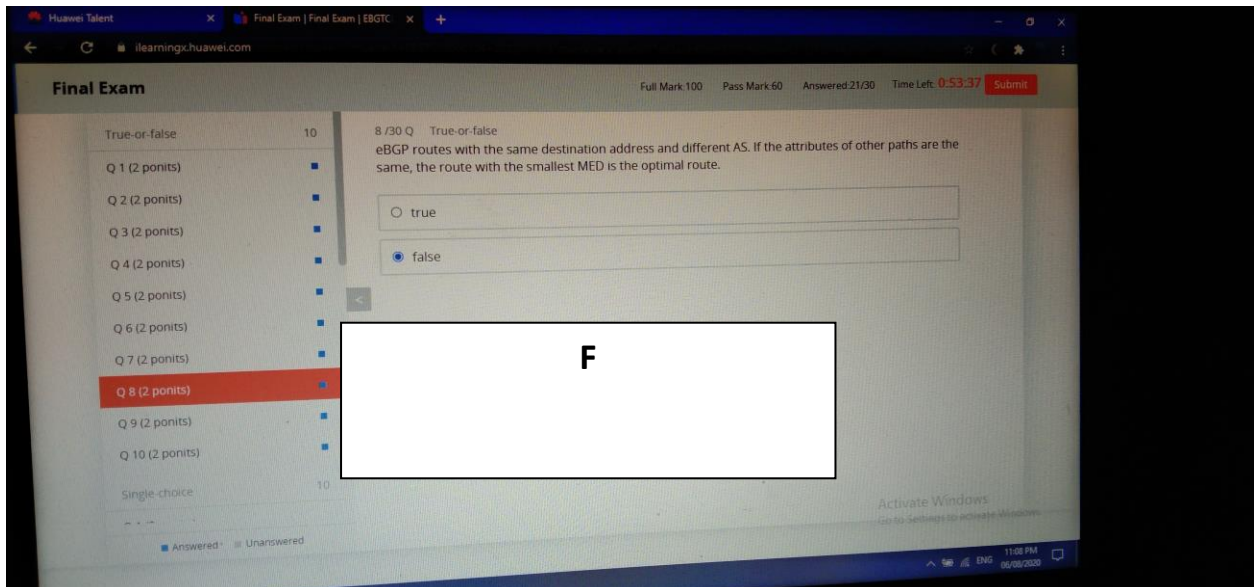 Huawei Talent
Final Exam | Final Exam | EBGTC
ilearningx.huawei.com
Final Exam
Full Mark:100 Pass Mark:60 Answered:21/30 Time Left: 0:53:37 Submit
True-or-false 10
Q 1 (2 ponits)
Q 2 (2 ponits)
Q 3 (2 ponits)
Q 4 (2 ponits)
Q 5 (2 ponits)
Q 6 (2 ponits)
Q 7 (2 ponits)
Q 8 (2 ponits)
Q 9 (2 ponits)
Q 10 (2 ponits)
Single-choice 10
Answered Unanswered
8 /30 Q True-or-false
eBGP routes with the same destination address and different AS. If the attributes of other paths are the
same, the route with the smallest MED is the optimal route.
true
false
F
Activate Windows
Go to Settings to activate Windows.
ENG 11:08 PM
06/08/2020